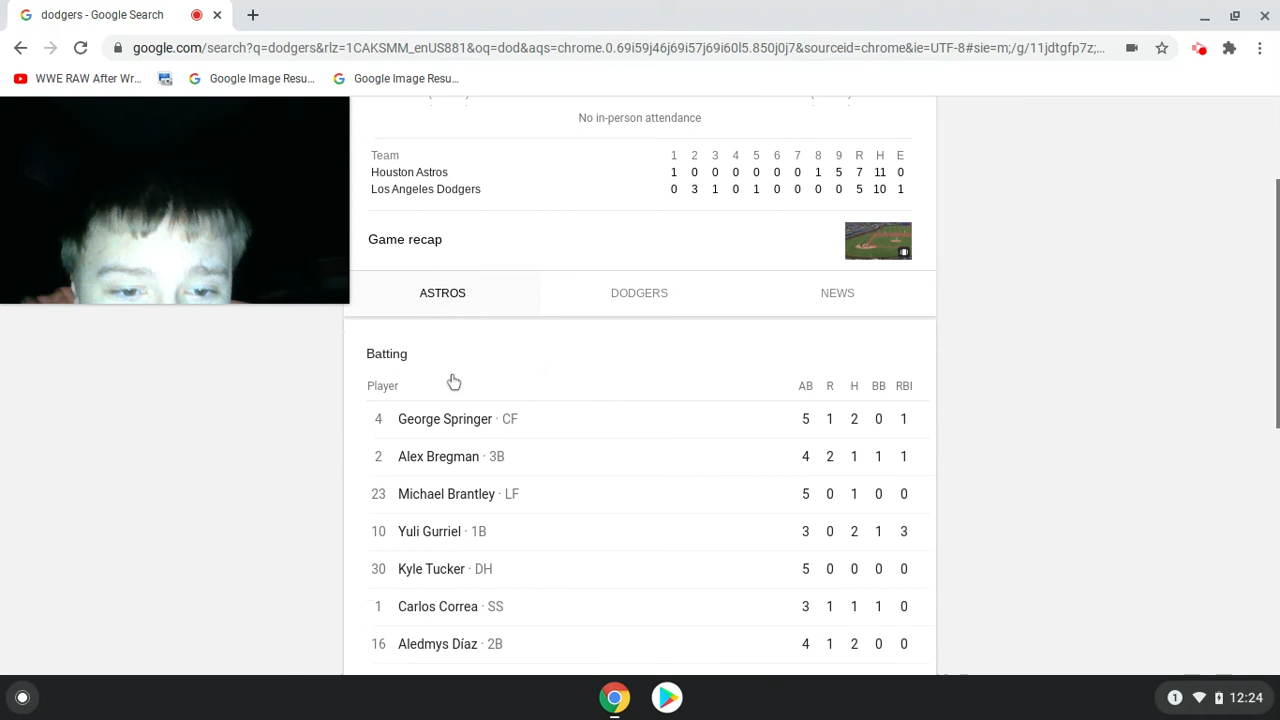 dodgers - Google Search
google.com/search?q=dodgers&rlz=1CAKSMM_enUS881&oq=dod&aqs=chrome.0.69i59j46j69i57j69i60l5.850j0j7&sourceid=chrome&ie=UTF-8#sie=m;/g/11jdtgfp7z;...
WWE RAW After Wr... Google Image Resu... Google Image Resu...
No in-person attendance
Team 1 2 3 4 5 6 7 8 9 R H E
Houston Astros 1 0 0 0 0 0 0 1 5 7 11 0
Los Angeles Dodgers 0 3 1 0 1 0 0 0 0 5 10 1
Game recap
ASTROS DODGERS NEWS
Batting
Player AB R H BB RBI
4 George Springer · CF 5 1 2 0 1
2 Alex Bregman · 3B 4 2 1 1 1
23 Michael Brantley · LF 5 0 1 0 0
10 Yuli Gurriel · 1B 3 0 2 1 3
30 Kyle Tucker · DH 5 0 0 0 0
1 Carlos Correa · SS 3 1 1 1 0
16 Aledmys Díaz · 2B 4 1 2 0 0
1 12:24